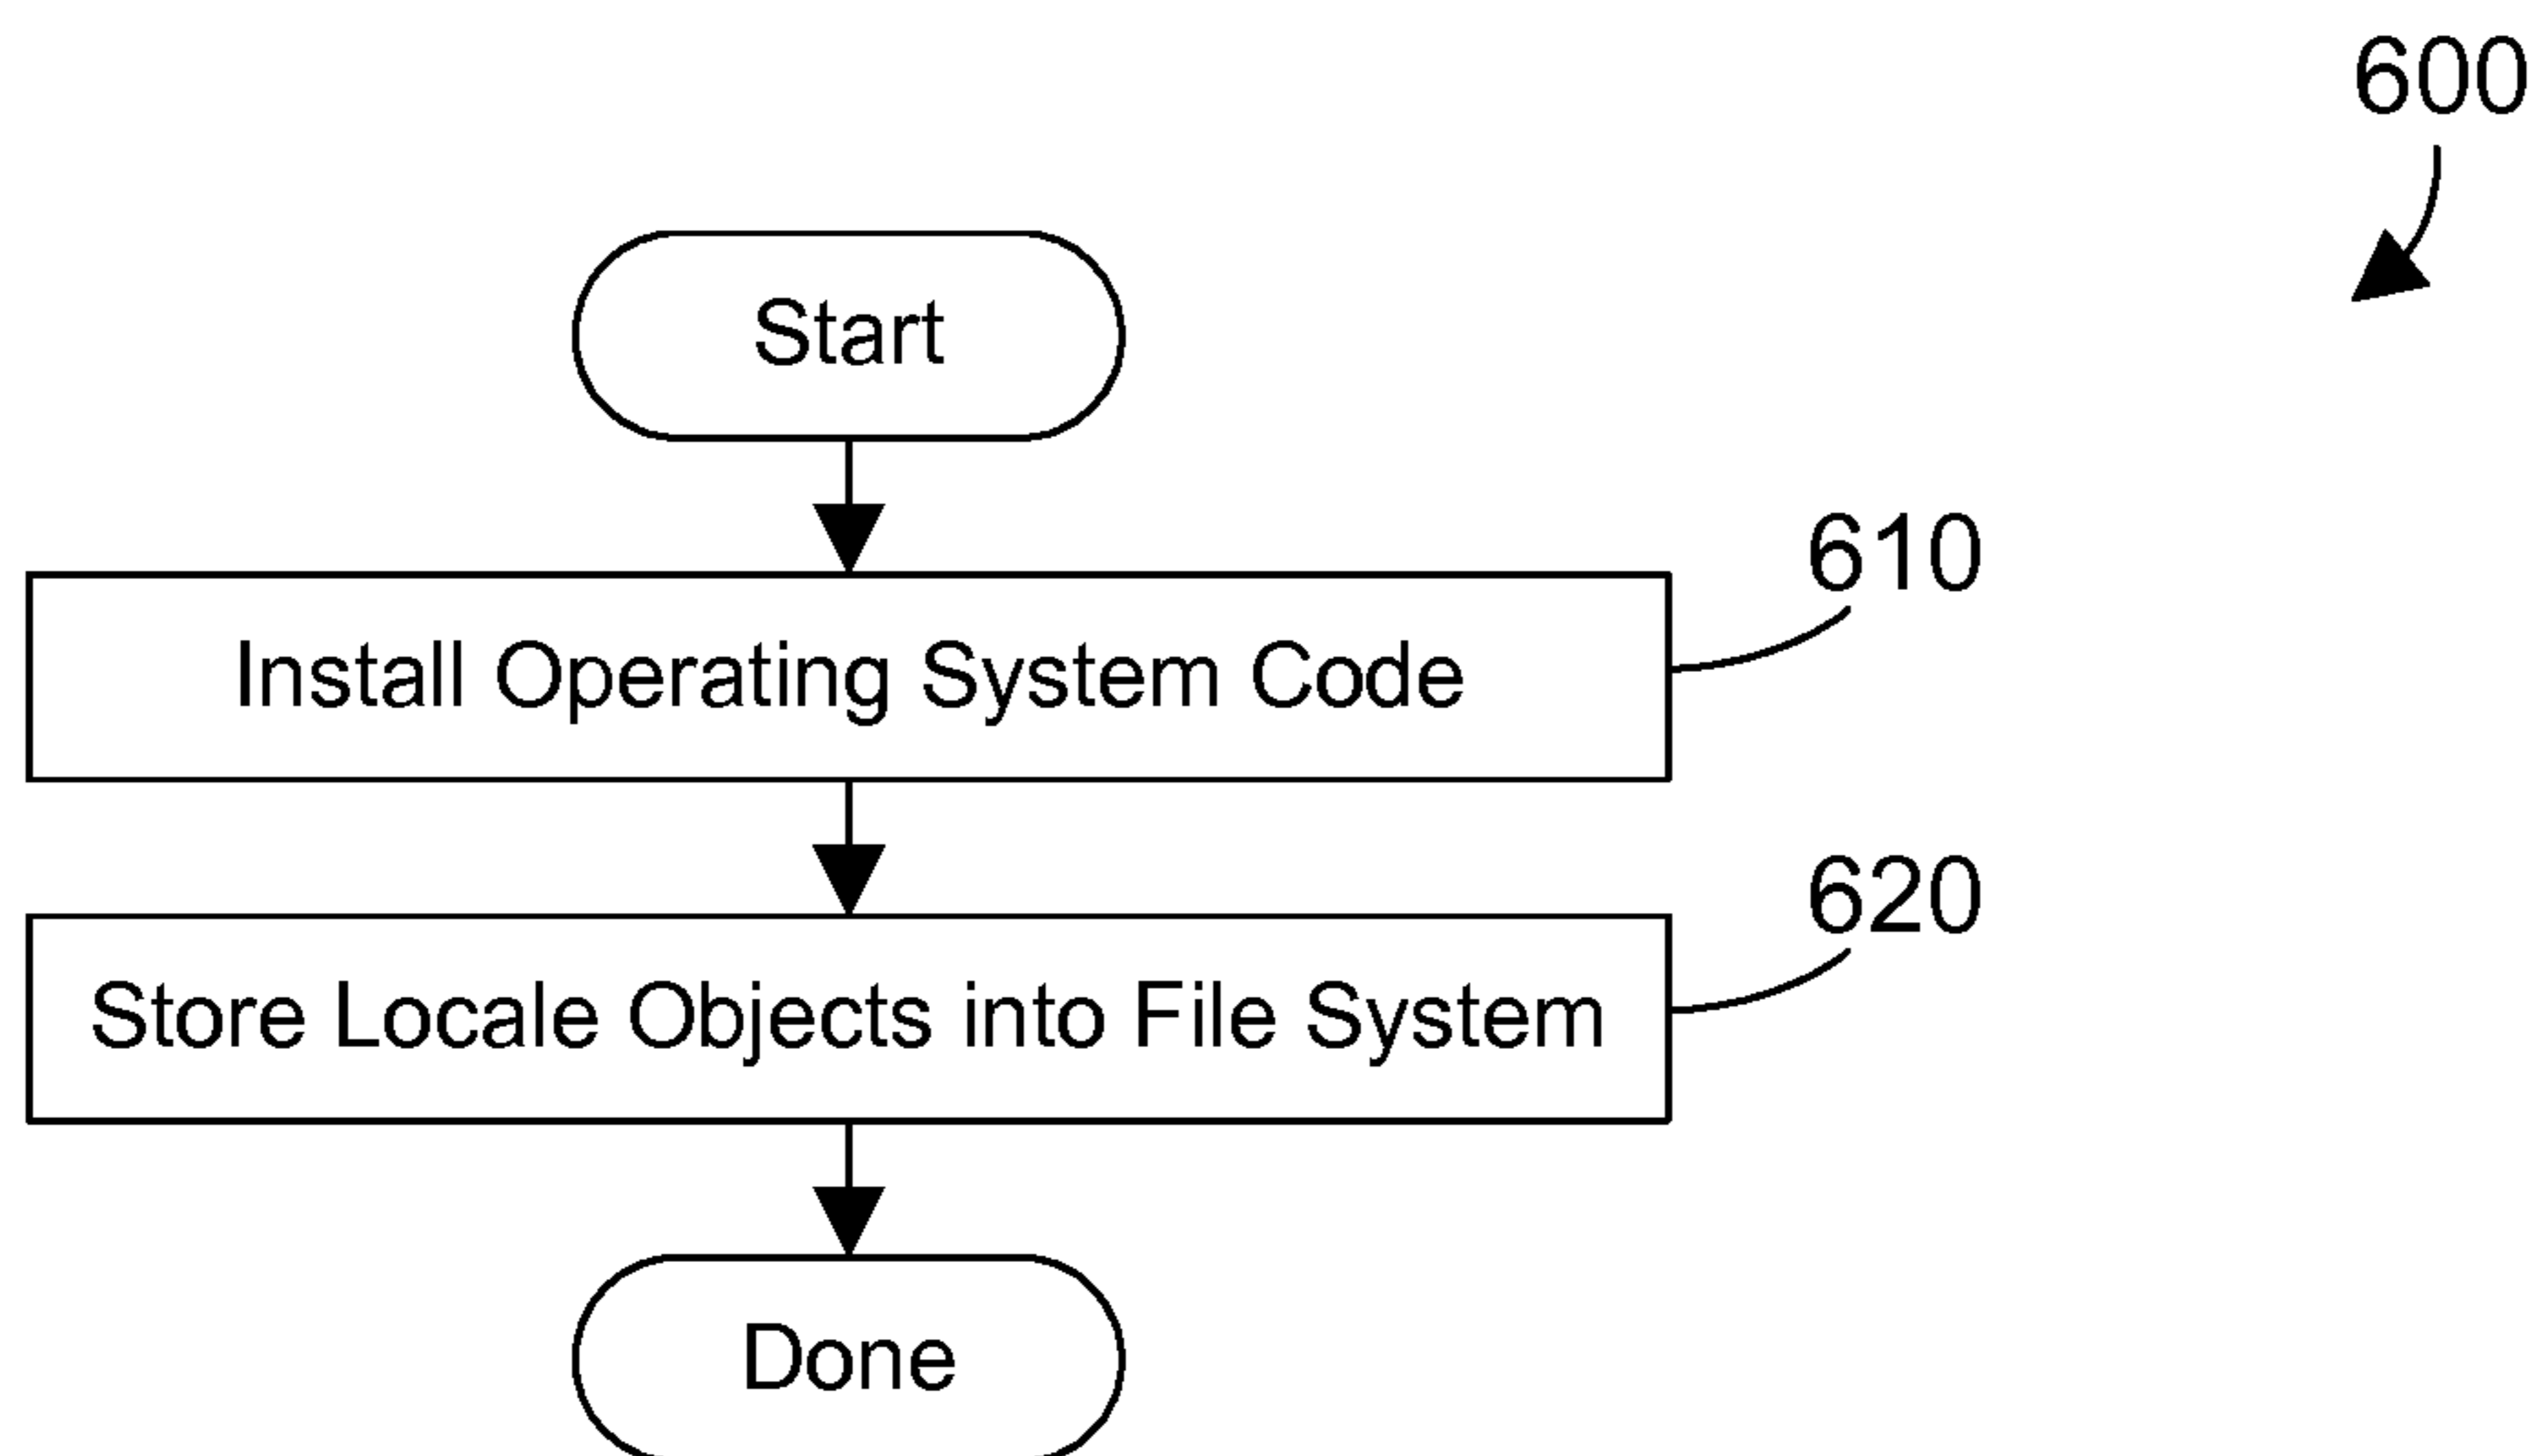 600
Start
610
Install Operating System Code
620
Store Locale Objects into File System
Done